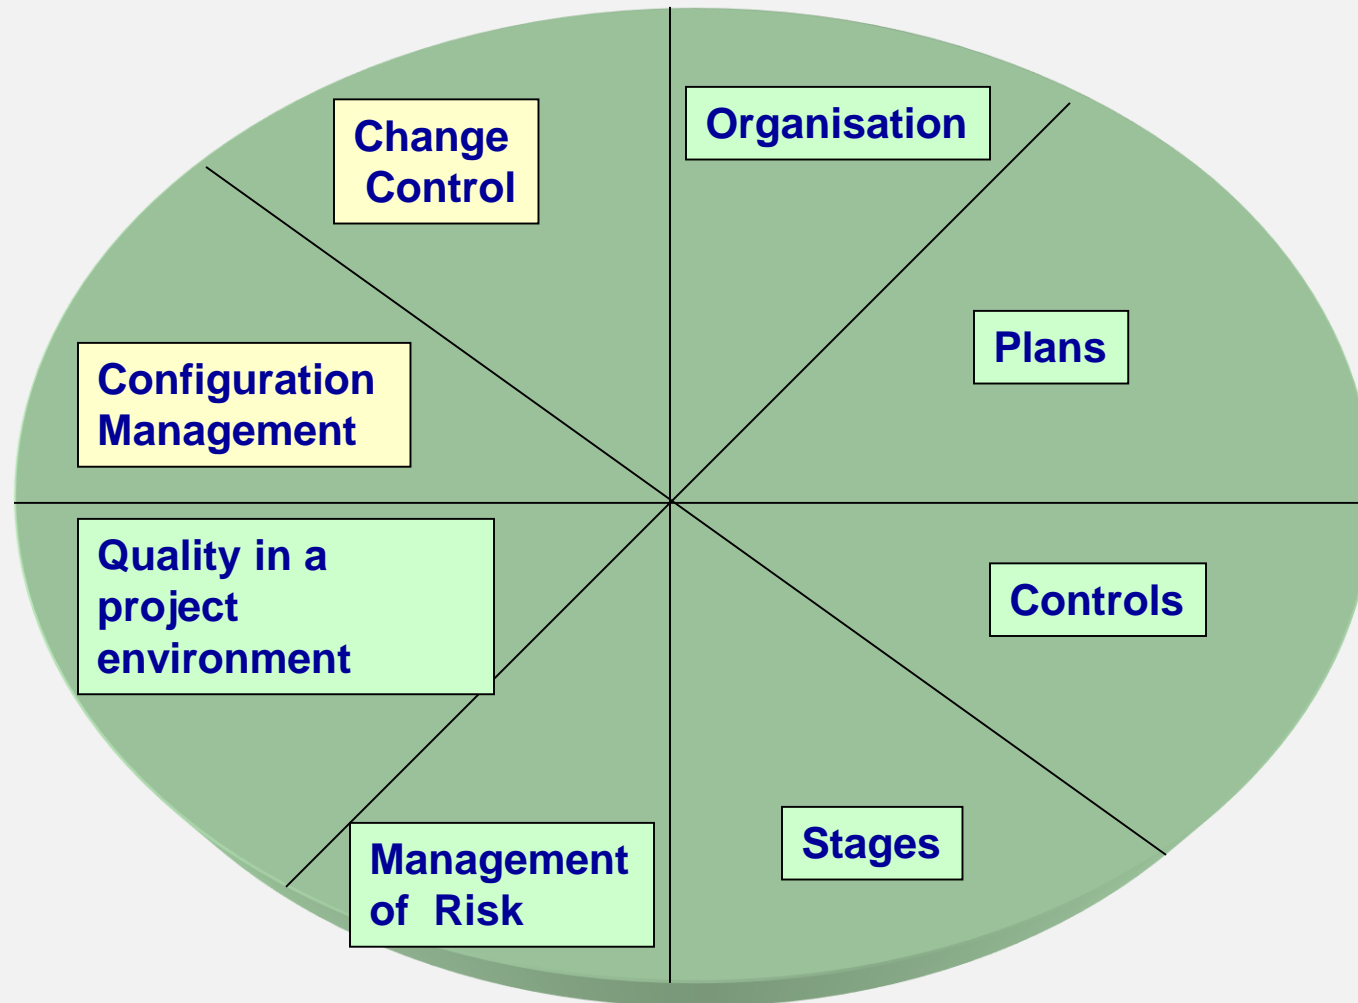 Change
Control
Organisation
Plans
Configuration
Management
Quality in a
project
environment
Controls
Management
of Risk
Stages